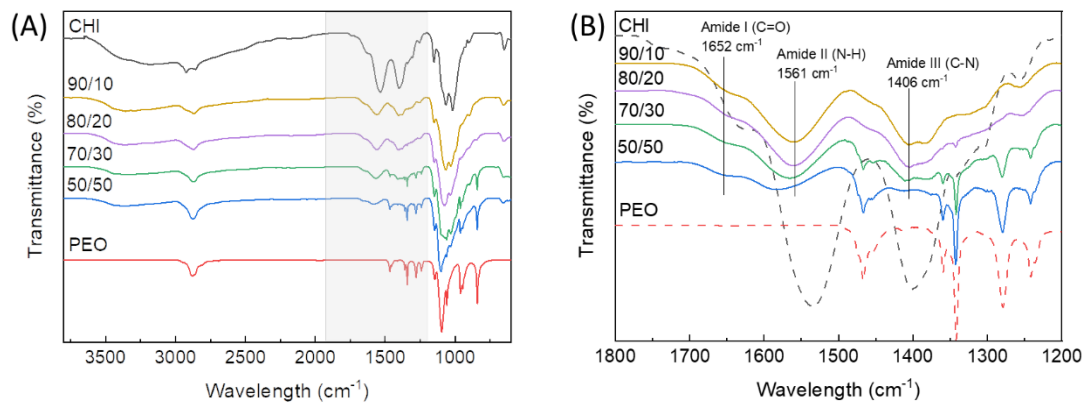 (A)
CHI
90/10
80/20
70/30
50/50
PEO
Transmittance (%)
3500 3000 2500 2000 1500 1000
Wavelength (cm-1)
(B)
CHI
90/10
80/20
70/30
50/50
PEO
Amide I (C=O)
1652 cm-1
Amide II (N-H)
1561 cm-1
Amide III (C-N)
1406 cm-1
Transmittance (%)
1800 1700 1600 1500 1400 1300 1200
Wavelength (cm-1)